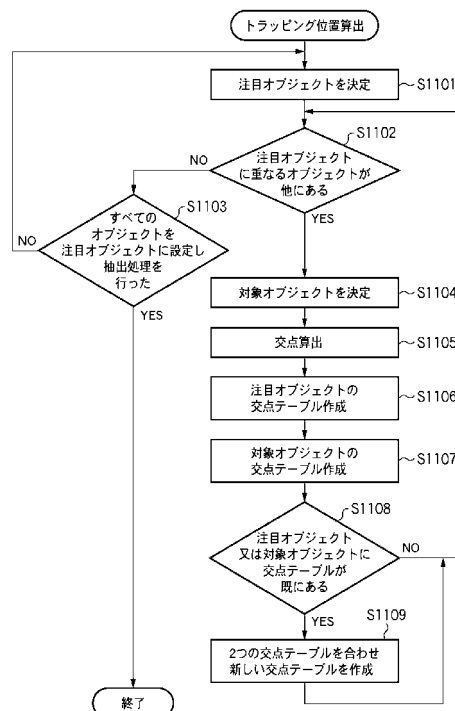 トラッピング位置算出
注目オブジェクトを決定
S1101
S1102
注目オブジェクト
に重なるオブジェクトが
他にある
NO
YES
S1103
すべての
オブジェクトを
注目オブジェクトに設定し
抽出処理を
行った
NO
YES
対象オブジェクトを決定
S1104
交点算出
S1105
注目オブジェクトの
交点テーブル作成
S1106
対象オブジェクトの
交点テーブル作成
S1107
S1108
注目オブジェクト
又は対象オブジェクトに
交点テーブルが
既にある
NO
YES
S1109
2つの交点テーブルを合わせ
新しい交点テーブルを作成
終了